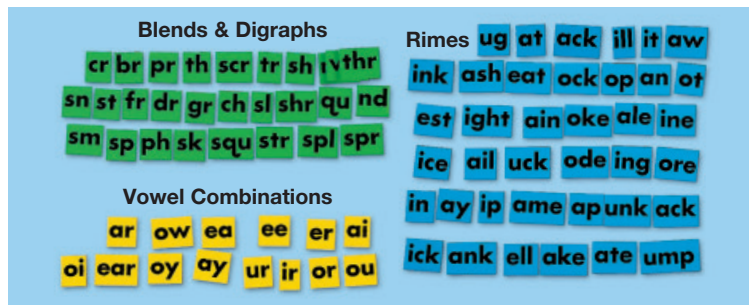 Blends & Digraphs
cr br pr th scr tr sh thr
sn st fr dr gr ch sl shr qu nd
sm sp ph sk squ str spl spr
Vowel Combinations
ar ow ea ee er ai
oi ear oy ay ur ir or ou
Rimes ug at ack ill it aw
ink ash eat ock op an ot
est ight ain oke ale ine
ice ail uck ode ing ore
in ay ip ame ap unk ack
ick ank ell ake ate ump